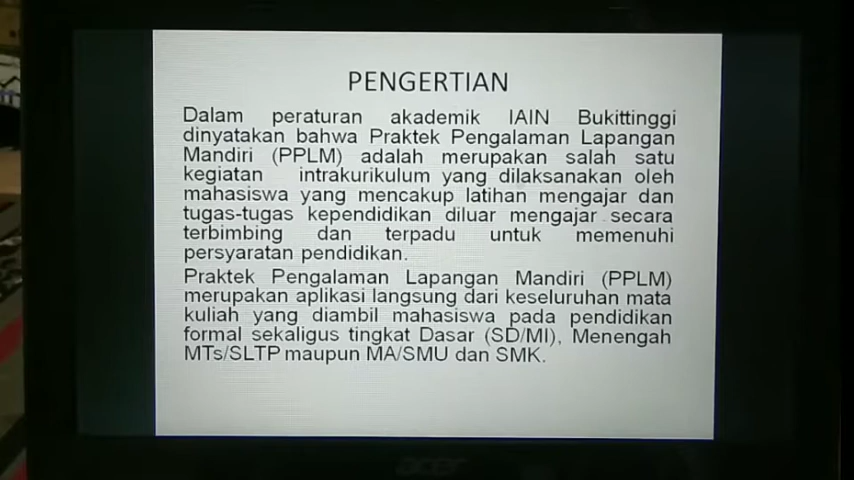 PENGERTIAN
Dalam peraturan akademik IAIN Bukittinggi
dinyatakan bahwa Praktek Pengalaman Lapangan
Mandiri (PPLM) adalah merupakan salah satu
kegiatan intrakurikulum yang dilaksanakan oleh
mahasiswa yang mencakup latihan mengajar dan
tugas-tugas kependidikan diluar mengajar secara
terbimbing dan terpadu untuk memenuhi
persyaratan pendidikan.
Praktek Pengalaman Lapangan Mandiri (PPLM)
merupakan aplikasi langsung dari keseluruhan mata
kuliah yang diambil mahasiswa pada pendidikan
formal sekaligus tingkat Dasar (SD/MI), Menengah
MTs/SLTP maupun MA/SMU dan SMK.
acer